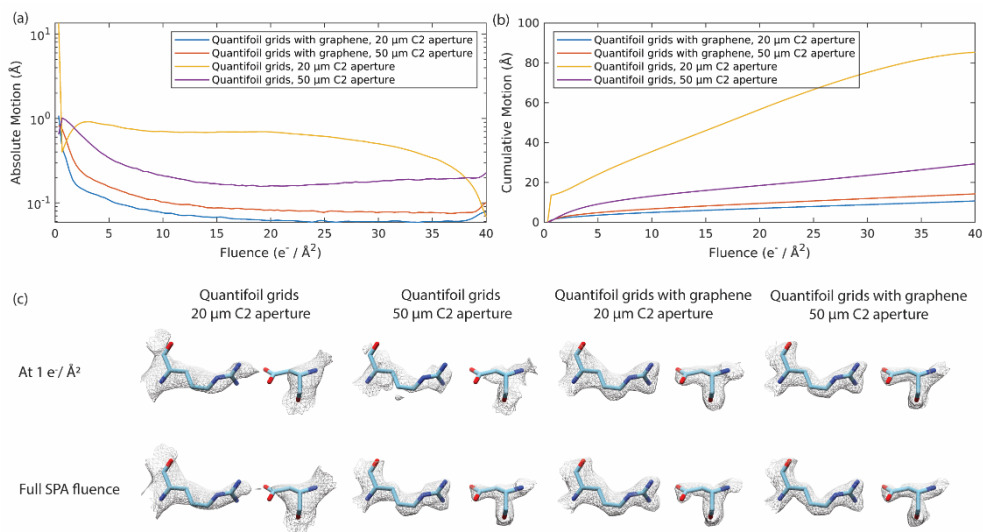 (a)
10¹
10⁰
10⁻¹
Absolute Motion (Å)
Quantifoil grids with graphene, 20 µm C2 aperture
Quantifoil grids with graphene, 50 µm C2 aperture
Quantifoil grids, 20 µm C2 aperture
Quantifoil grids, 50 µm C2 aperture
0 5 10 15 20 25 30 35 40
Fluence (e⁻ / Å²)
(b)
100
80
60
40
20
0
Cumulative Motion (Å)
Quantifoil grids with graphene, 20 µm C2 aperture
Quantifoil grids with graphene, 50 µm C2 aperture
Quantifoil grids, 20 µm C2 aperture
Quantifoil grids, 50 µm C2 aperture
0 5 10 15 20 25 30 35 40
Fluence (e⁻ / Å²)
(c)
Quantifoil grids
20 µm C2 aperture
Quantifoil grids
50 µm C2 aperture
Quantifoil grids with graphene
20 µm C2 aperture
Quantifoil grids with graphene
50 µm C2 aperture
At 1 e⁻/ Å²
Full SPA fluence